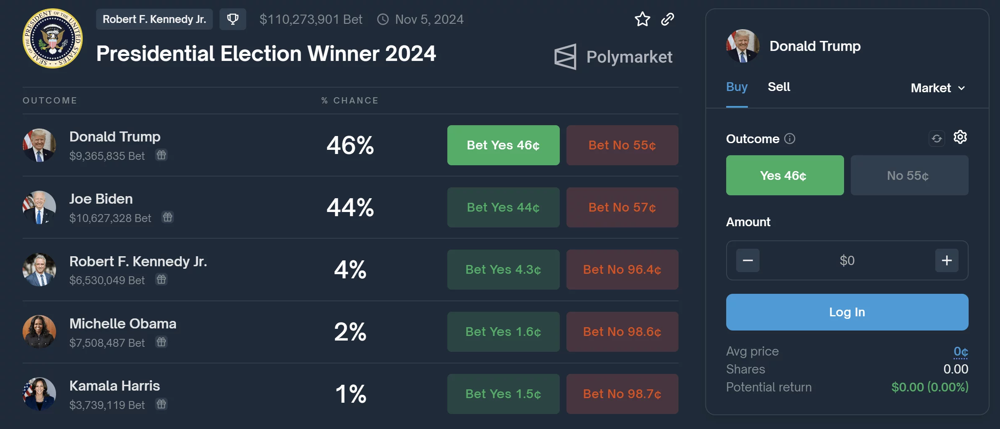 SEAL OF THE PRESIDENT OF THE UNITED STATES
Robert F. Kennedy Jr.
$110,273,901 Bet
Nov 5, 2024
Presidential Election Winner 2024
Polymarket
OUTCOME
% CHANCE
Donald Trump
$9,365,835 Bet
46%
Bet Yes 46¢
Bet No 55¢
Joe Biden
$10,627,328 Bet
44%
Bet Yes 44¢
Bet No 57¢
Robert F. Kennedy Jr.
$6,530,049 Bet
4%
Bet Yes 4.3¢
Bet No 96.4¢
Michelle Obama
$7,508,487 Bet
2%
Bet Yes 1.6¢
Bet No 98.6¢
Kamala Harris
$3,739,119 Bet
1%
Bet Yes 1.5¢
Bet No 98.7¢
Donald Trump
Buy
Sell
Market
Outcome
Yes 46¢
No 55¢
Amount
$0
Log In
Avg price
0¢
Shares
0.00
Potential return
$0.00 (0.00%)